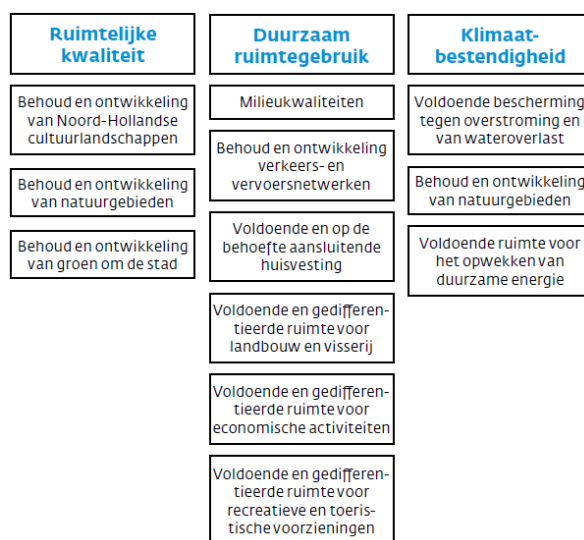 Ruimtelijke
kwaliteit
Behoud en ontwikkeling
van Noord-Hollandse
cultuurlandschappen
Behoud en ontwikkeling
van natuurgebieden
Behoud en ontwikkeling
van groen om de stad
Duurzaam
ruimtegebruik
Milieukwaliteiten
Behoud en ontwikkeling
verkeers- en
vervoersnetwerken
Voldoende en op de
behoefte aansluitende
huisvesting
Voldoende en gedifferen-
tieerde ruimte voor
landbouw en visserij
Voldoende en gedifferen-
tieerde ruimte voor
economische activiteiten
Voldoende en gedifferen-
tieerde ruimte voor
recreatieve en toeris-
tische voorzieningen
Klimaat-
bestendigheid
Voldoende bescherming
tegen overstroming en
van wateroverlast
Behoud en ontwikkeling
van natuurgebieden
Voldoende ruimte voor
het opwekken van
duurzame energie